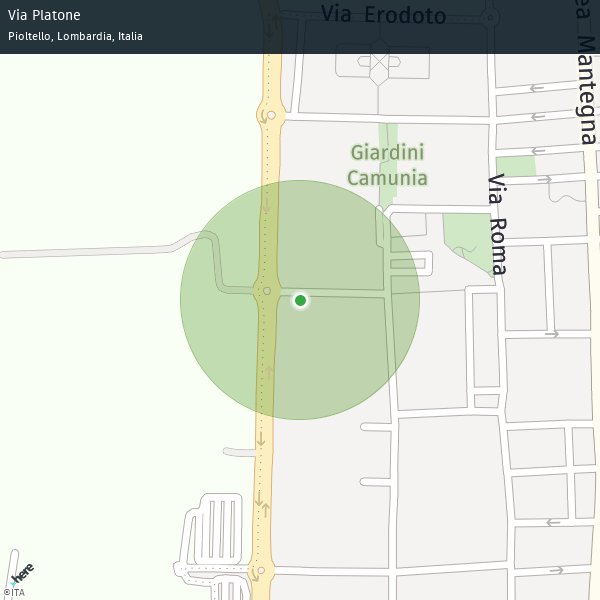 Via Platone
Pioltello, Lombardia, Italia
Via Erodoto
ea Mantegna
Giardini
Camunia
Via Roma
here
©ITA